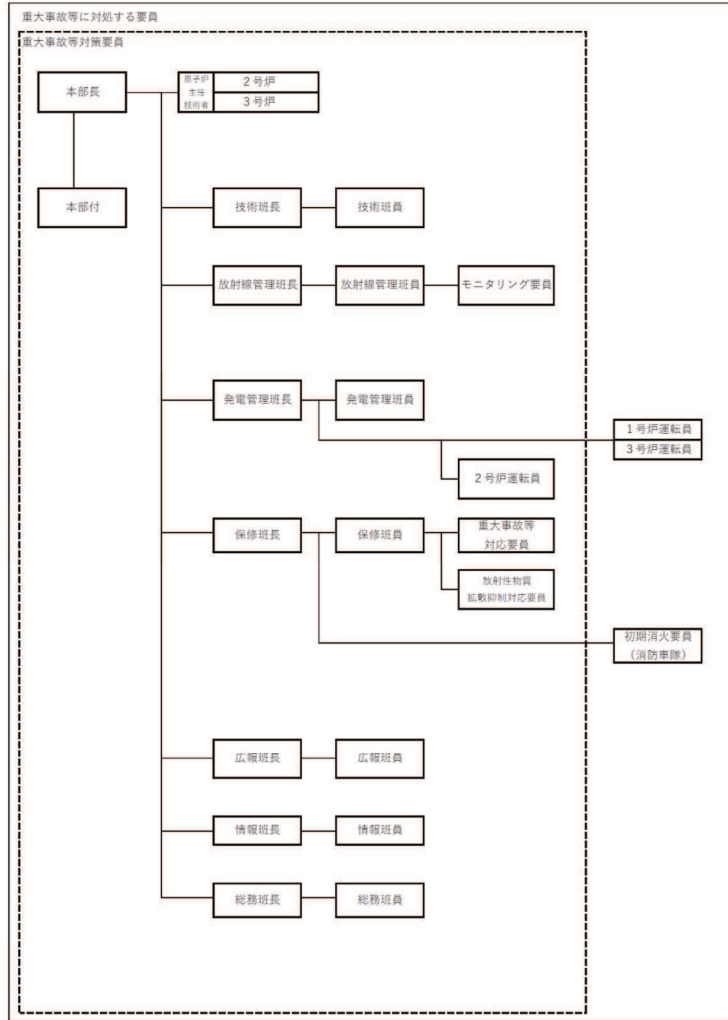 重大事故等に対処する要員
重大事故等対策要員
本部長
原子炉
主任
技術者
2号炉
3号炉
本部付
技術班長
技術班員
放射線管理班長
放射線管理班員
モニタリング要員
発電管理班長
発電管理班員
1号炉運転員
3号炉運転員
2号炉運転員
保修班長
保修班員
重大事故等
対応要員
放射性物質
拡散抑制対応要員
初期消火要員
(消防車隊)
広報班長
広報班員
情報班長
情報班員
総務班長
総務班員